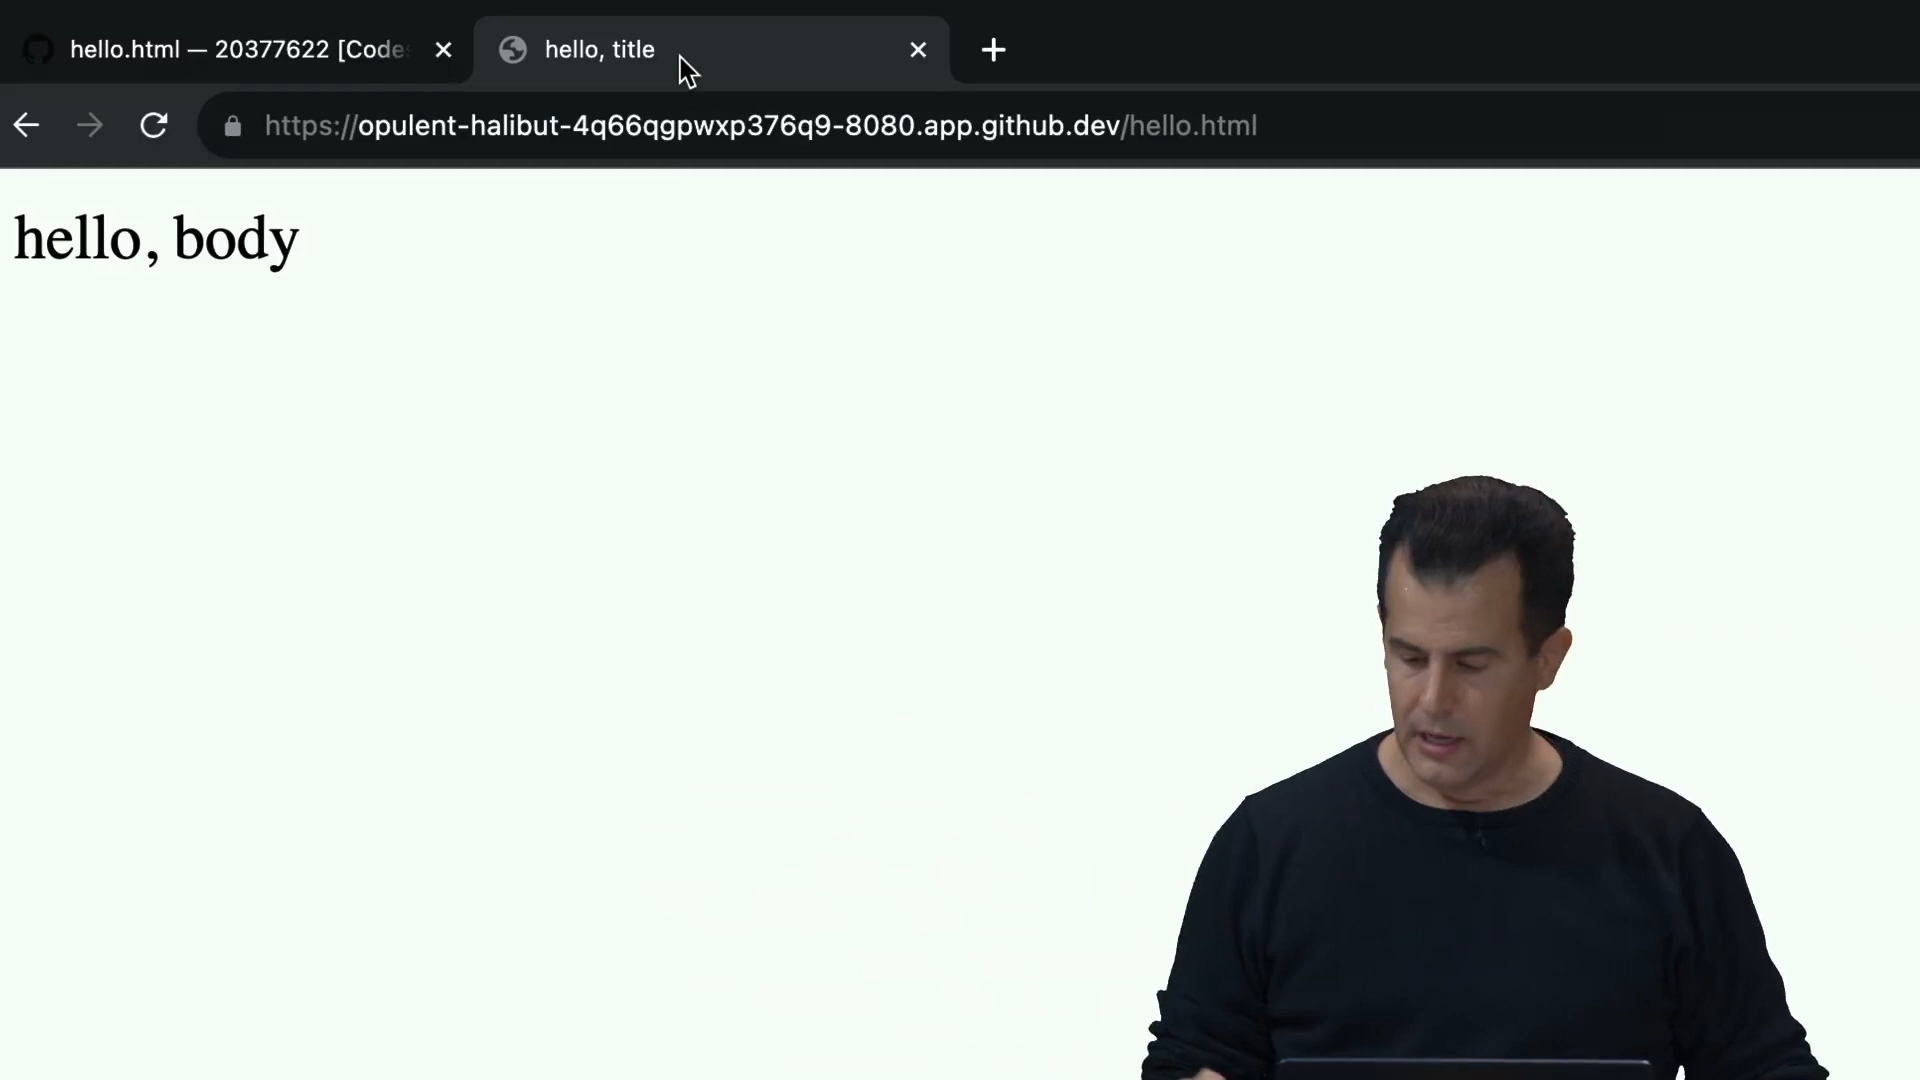 hello.html — 20377622 [Code
hello, title
https://opulent-halibut-4q66qgpwxp376q9-8080.app.github.dev/hello.html
hello, body